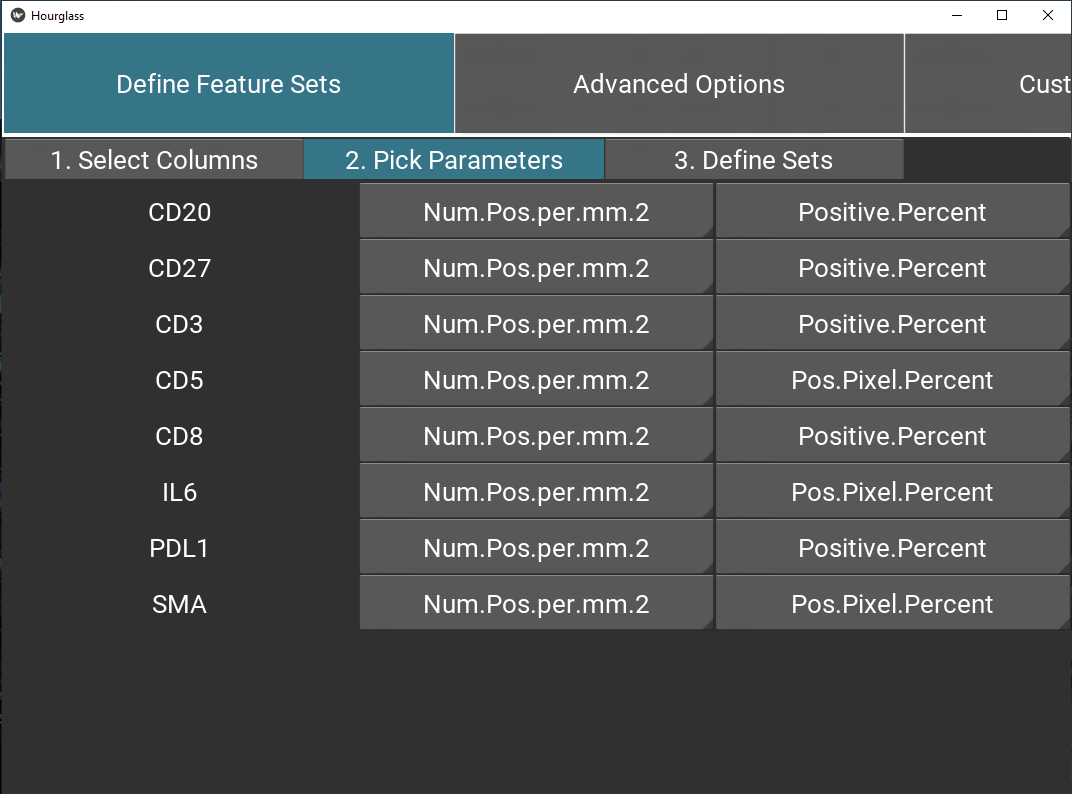 Hourglass
Define Feature Sets Advanced Options Cust
1. Select Columns 2. Pick Parameters 3. Define Sets
CD20 Num.Pos.per.mm.2 Positive.Percent
CD27 Num.Pos.per.mm.2 Positive.Percent
CD3 Num.Pos.per.mm.2 Positive.Percent
CD5 Num.Pos.per.mm.2 Pos.Pixel.Percent
CD8 Num.Pos.per.mm.2 Positive.Percent
IL6 Num.Pos.per.mm.2 Pos.Pixel.Percent
PDL1 Num.Pos.per.mm.2 Positive.Percent
SMA Num.Pos.per.mm.2 Pos.Pixel.Percent